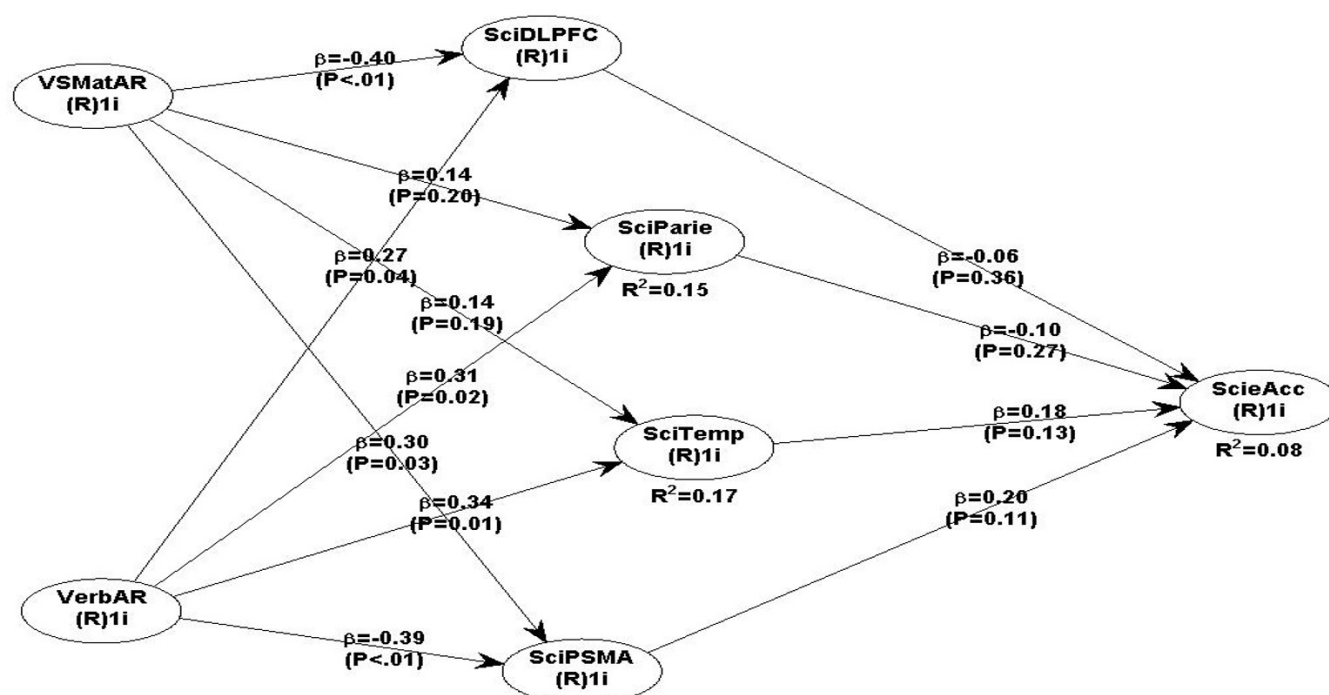 SciDLPFC
(R)1i
β=-0.40
(P<.01)
VSMatAR
(R)1i
β=0.14
(P=0.20)
SciParie
(R)1i
R²=0.15
β=0.27
(P=0.04)
β=-0.06
(P=0.36)
β=0.14
(P=0.19)
β=-0.10
(P=0.27)
β=0.31
(P=0.02)
ScieAcc
(R)1i
R²=0.08
β=0.18
(P=0.13)
SciTemp
(R)1i
R²=0.17
β=0.30
(P=0.03)
β=0.34
(P=0.01)
β=0.20
(P=0.11)
VerbAR
(R)1i
β=-0.39
(P<.01)
SciPSMA
(R)1i